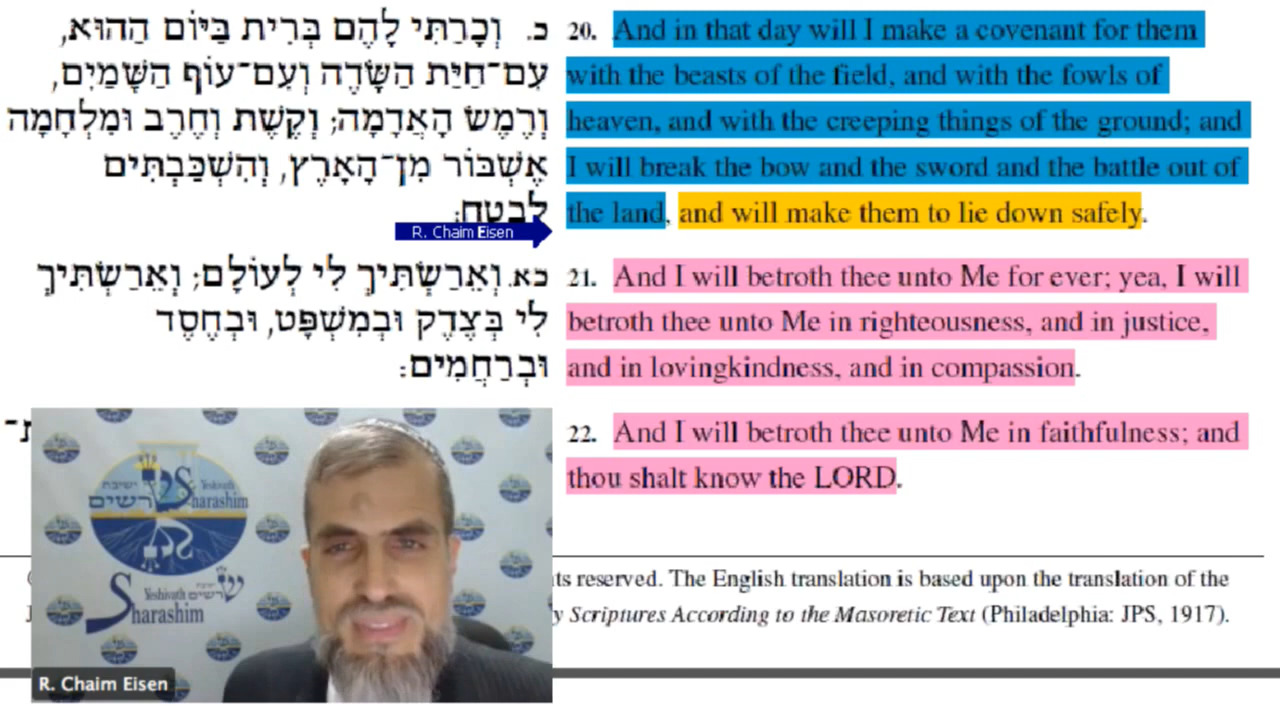 כ. וְכָרַתִּי לָהֶם בְּרִית בַּיּוֹם הַהוּא,
עִם־חַיַּת הַשָּׂדֶה וְעִם־עוֹף הַשָּׁמַיִם,
וְרֶמֶשׂ הָאֲדָמָה; וְקֶשֶׁת וְחֶרֶב וּמִלְחָמָה
אֶשְׁבּוֹר מִן־הָאָרֶץ, וְהִשְׁכַּבְתִּים
לָבֶטַח:
20. And in that day will I make a covenant for them
with the beasts of the field, and with the fowls of
heaven, and with the creeping things of the ground; and
I will break the bow and the sword and the battle out of
the land, and will make them to lie down safely.
R. Chaim Eisen
כא. וְאֵרַשְׂתִּיךְ לִי לְעוֹלָם; וְאֵרַשְׂתִּיךְ
לִי בְּצֶדֶק וּבְמִשְׁפָּט, וּבְחֶסֶד
וּבְרַחֲמִים:
21. And I will betroth thee unto Me for ever; yea, I will
betroth thee unto Me in righteousness, and in justice,
and in lovingkindness, and in compassion.
22. And I will betroth thee unto Me in faithfulness; and
thou shalt know the LORD.
ts reserved. The English translation is based upon the translation of the
y Scriptures According to the Masoretic Text (Philadelphia: JPS, 1917).
ישיבת
שרשים
Yeshivath
Sharashim
ישיבת
Yeshivath שרשים
Sharashim
R. Chaim Eisen